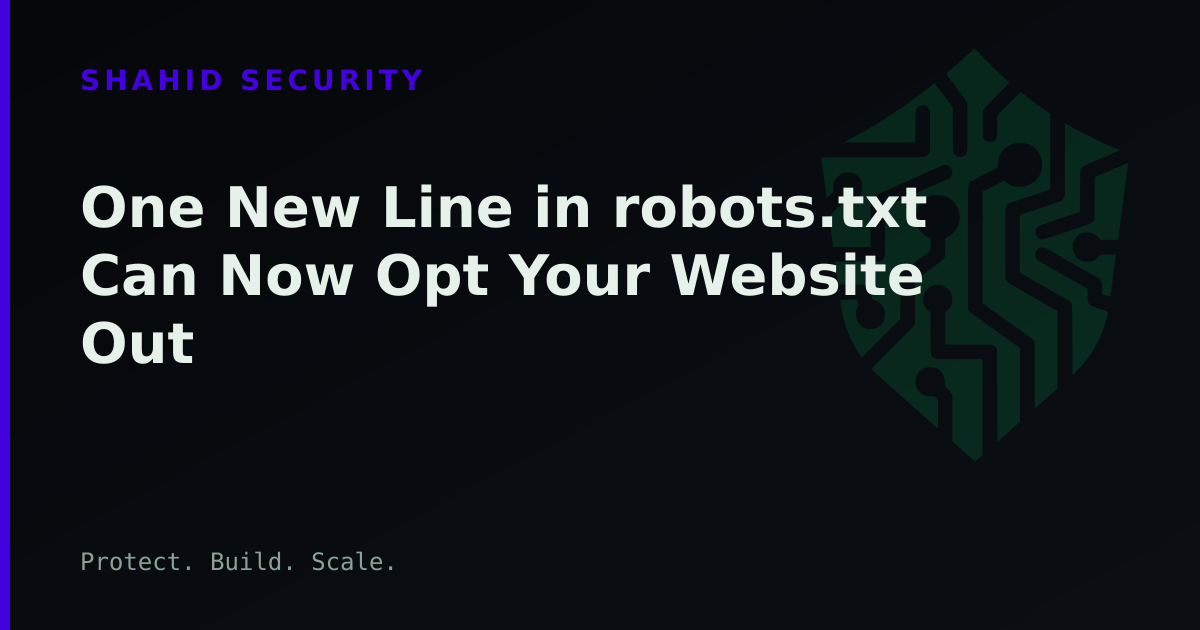 SHAHID SECURITY
One New Line in robots.txt
Can Now Opt Your Website
Out
Protect. Build. Scale.